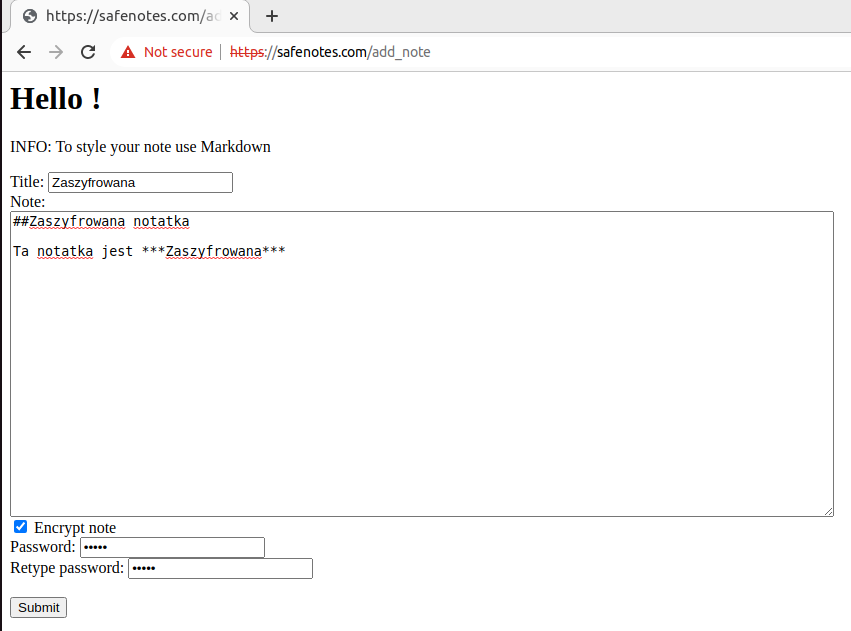 https://safenotes.com/ad
Not secure https://safenotes.com/add_note
Hello !
INFO: To style your note use Markdown
Title: Zaszyfrowana
Note:
##Zaszyfrowana notatka
Ta notatka jest ***Zaszyfrowana***
Encrypt note
Password: •••••
Retype password: •••••
Submit